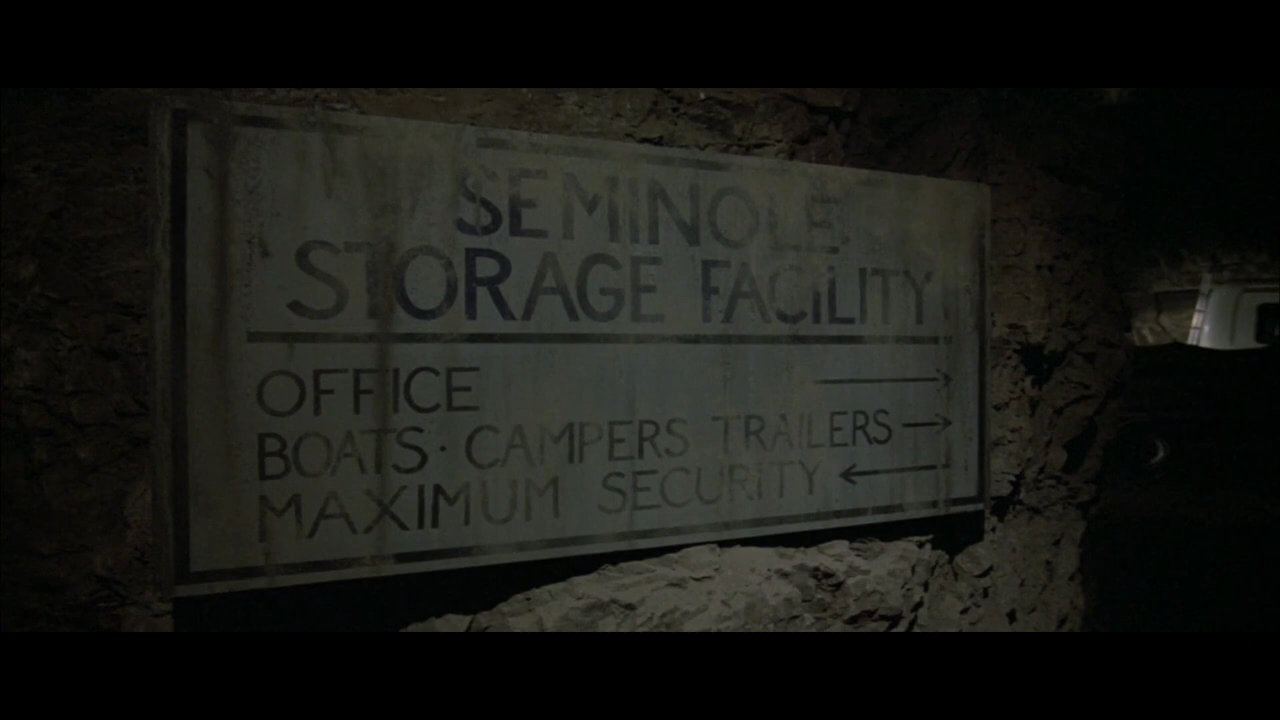 SEMINOLE
STORAGE FACILITY
OFFICE →
BOATS · CAMPERS TRAILERS →
MAXIMUM SECURITY ←